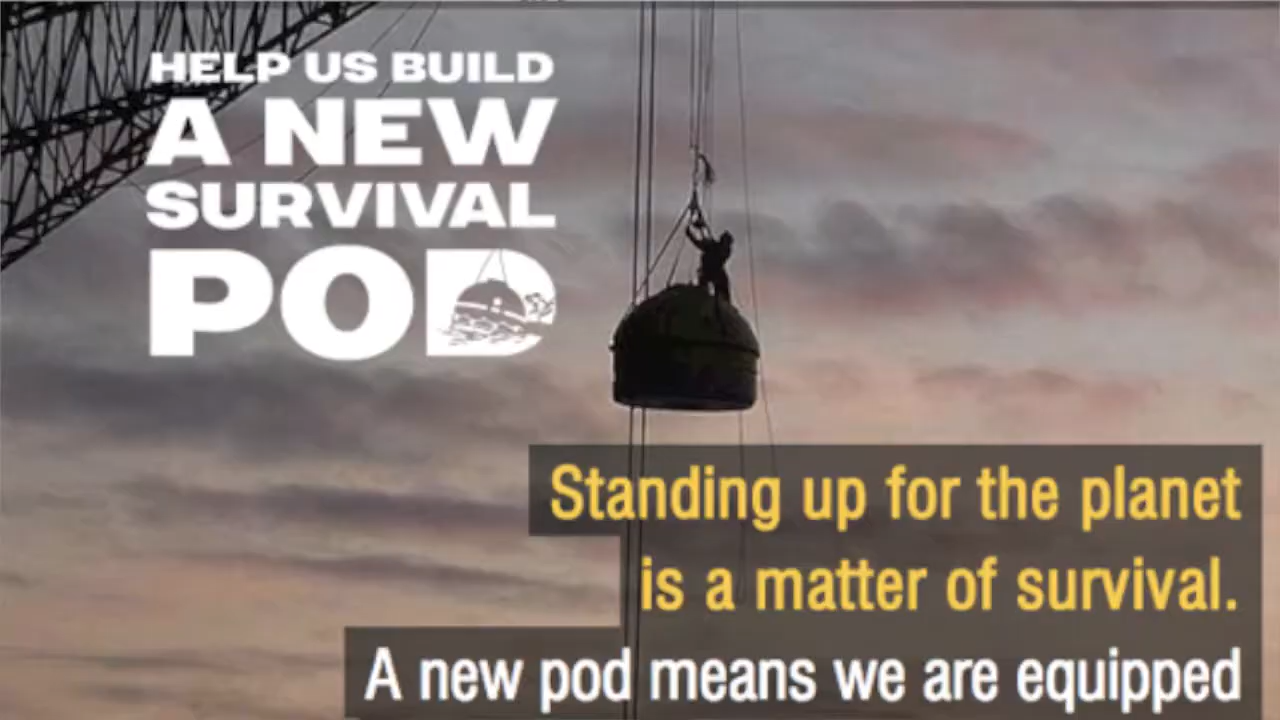 HELP US BUILD
A NEW
SURVIVAL
POD
Standing up for the planet
is a matter of survival.
A new pod means we are equipped